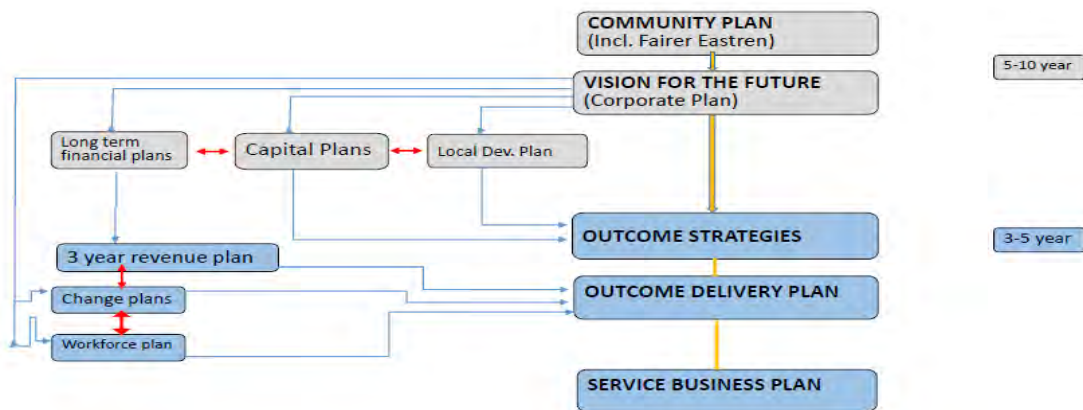 COMMUNITY PLAN
(Incl. Fairer Eastren)
5-10 year
VISION FOR THE FUTURE
(Corporate Plan)
Long term
financial plans
Capital Plans
Local Dev. Plan
OUTCOME STRATEGIES
3-5 year
3 year revenue plan
OUTCOME DELIVERY PLAN
Change plans
Workforce plan
SERVICE BUSINESS PLAN